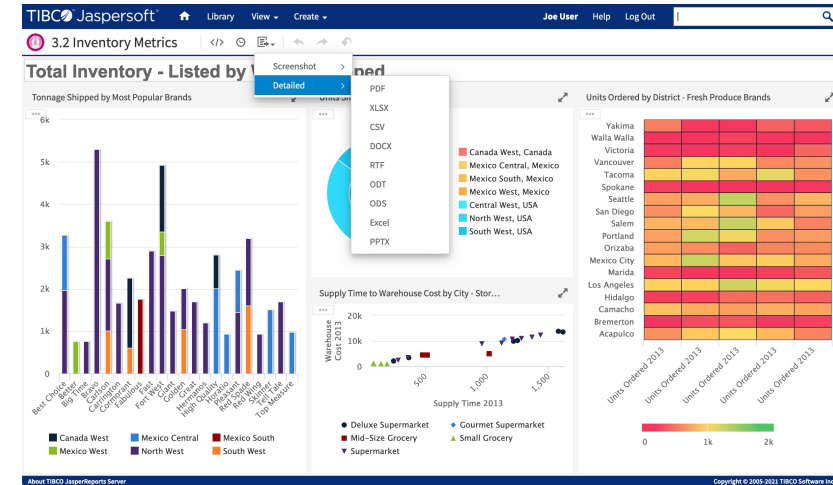 TIBCO Jaspersoft®
Library
View
Create
Joe User
Help
Log Out
3.2 Inventory Metrics
Total Inventory - Listed by
ped
Screenshot
Detailed
PDF
XLSX
CSV
DOCX
RTF
ODT
ODS
Excel
PPTX
Tonnage Shipped by Most Popular Brands
6k
5k
4k
3k
2k
1k
0
Best Choice
Better
Big Time
Bravo
Carlson
Carrington
Cormorant
Fabulous
Fast
Fort West
Giant
Golden
Great
Hermanos
High Quality
Horatio
Pleasant
Red Spade
Red Wing
Skinner
Tell Tale
Top Measure
Canada West
Mexico Central
Mexico South
Mexico West
North West
South West
Canada West, Canada
Mexico Central, Mexico
Mexico South, Mexico
Mexico West, Mexico
Central West, USA
North West, USA
South West, USA
Supply Time to Warehouse Cost by City - Stor...
Warehouse
Cost 2013
20k
10k
0
500
1,000
1,500
Supply Time 2013
Deluxe Supermarket
Gourmet Supermarket
Mid-Size Grocery
Small Grocery
Supermarket
Units Ordered by District - Fresh Produce Brands
Yakima
Walla Walla
Victoria
Vancouver
Tacoma
Spokane
Seattle
San Diego
Salem
Portland
Orizaba
Mexico City
Marida
Los Angeles
Hidalgo
Camacho
Bremerton
Acapulco
Units Ordered 2013
Units Ordered 2013
Units Ordered 2013
Units Ordered 2013
Units Ordered 2013
0
1k
2k
About TIBCO JasperReports Server
Copyright © 2005-2021 TIBCO Software Inc